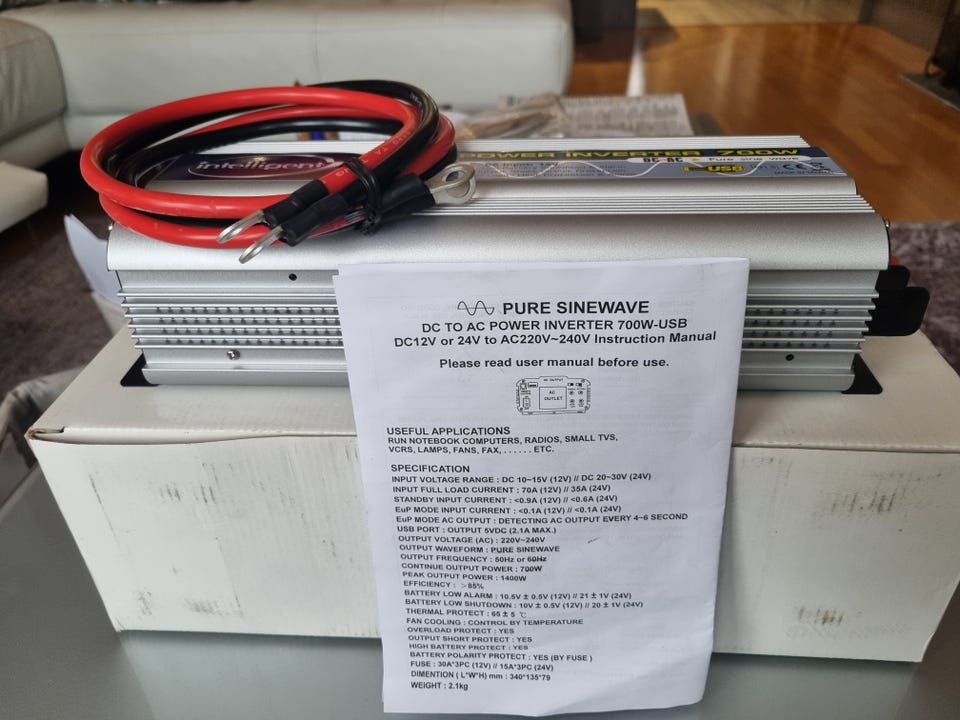 intelligent
POWER INVERTER 700W
DC-AC Pure sine wave
USB
PURE SINEWAVE
DC TO AC POWER INVERTER 700W-USB
DC12V or 24V to AC220V~240V Instruction Manual
Please read user manual before use.
AC OUTPUT
AC
OUTLET
USEFUL APPLICATIONS
RUN NOTEBOOK COMPUTERS, RADIOS, SMALL TVS,
VCRS, LAMPS, FANS, FAX, . . . . . . ETC.
SPECIFICATION
INPUT VOLTAGE RANGE : DC 10~15V (12V) // DC 20~30V (24V)
INPUT FULL LOAD CURRENT : 70A (12V) // 35A (24V)
STANDBY INPUT CURRENT : <0.9A (12V) // <0.6A (24V)
EuP MODE INPUT CURRENT : <0.1A (12V) // <0.1A (24V)
EuP MODE AC OUTPUT : DETECTING AC OUTPUT EVERY 4~6 SECOND
USB PORT : OUTPUT 5VDC (2.1A MAX.)
OUTPUT VOLTAGE (AC) : 220V~240V
OUTPUT WAVEFORM : PURE SINEWAVE
OUTPUT FREQUENCY : 50Hz or 60Hz
CONTINUE OUTPUT POWER : 700W
PEAK OUTPUT POWER : 1400W
EFFICIENCY : >85%
BATTERY LOW ALARM : 10.5V ± 0.5V (12V) // 21 ± 1V (24V)
BATTERY LOW SHUTDOWN : 10V ± 0.5V (12V) // 20 ± 1V (24V)
THERMAL PROTECT : 65 ± 5 ℃
FAN COOLING : CONTROL BY TEMPERATURE
OVERLOAD PROTECT : YES
OUTPUT SHORT PROTECT : YES
HIGH BATTERY PROTECT : YES
BATTERY POLARITY PROTECT : YES (BY FUSE )
FUSE : 30A*3PC (12V) // 15A*3PC (24V)
DIMENTION ( L*W*H) mm : 340*135*79
WEIGHT : 2.1kg